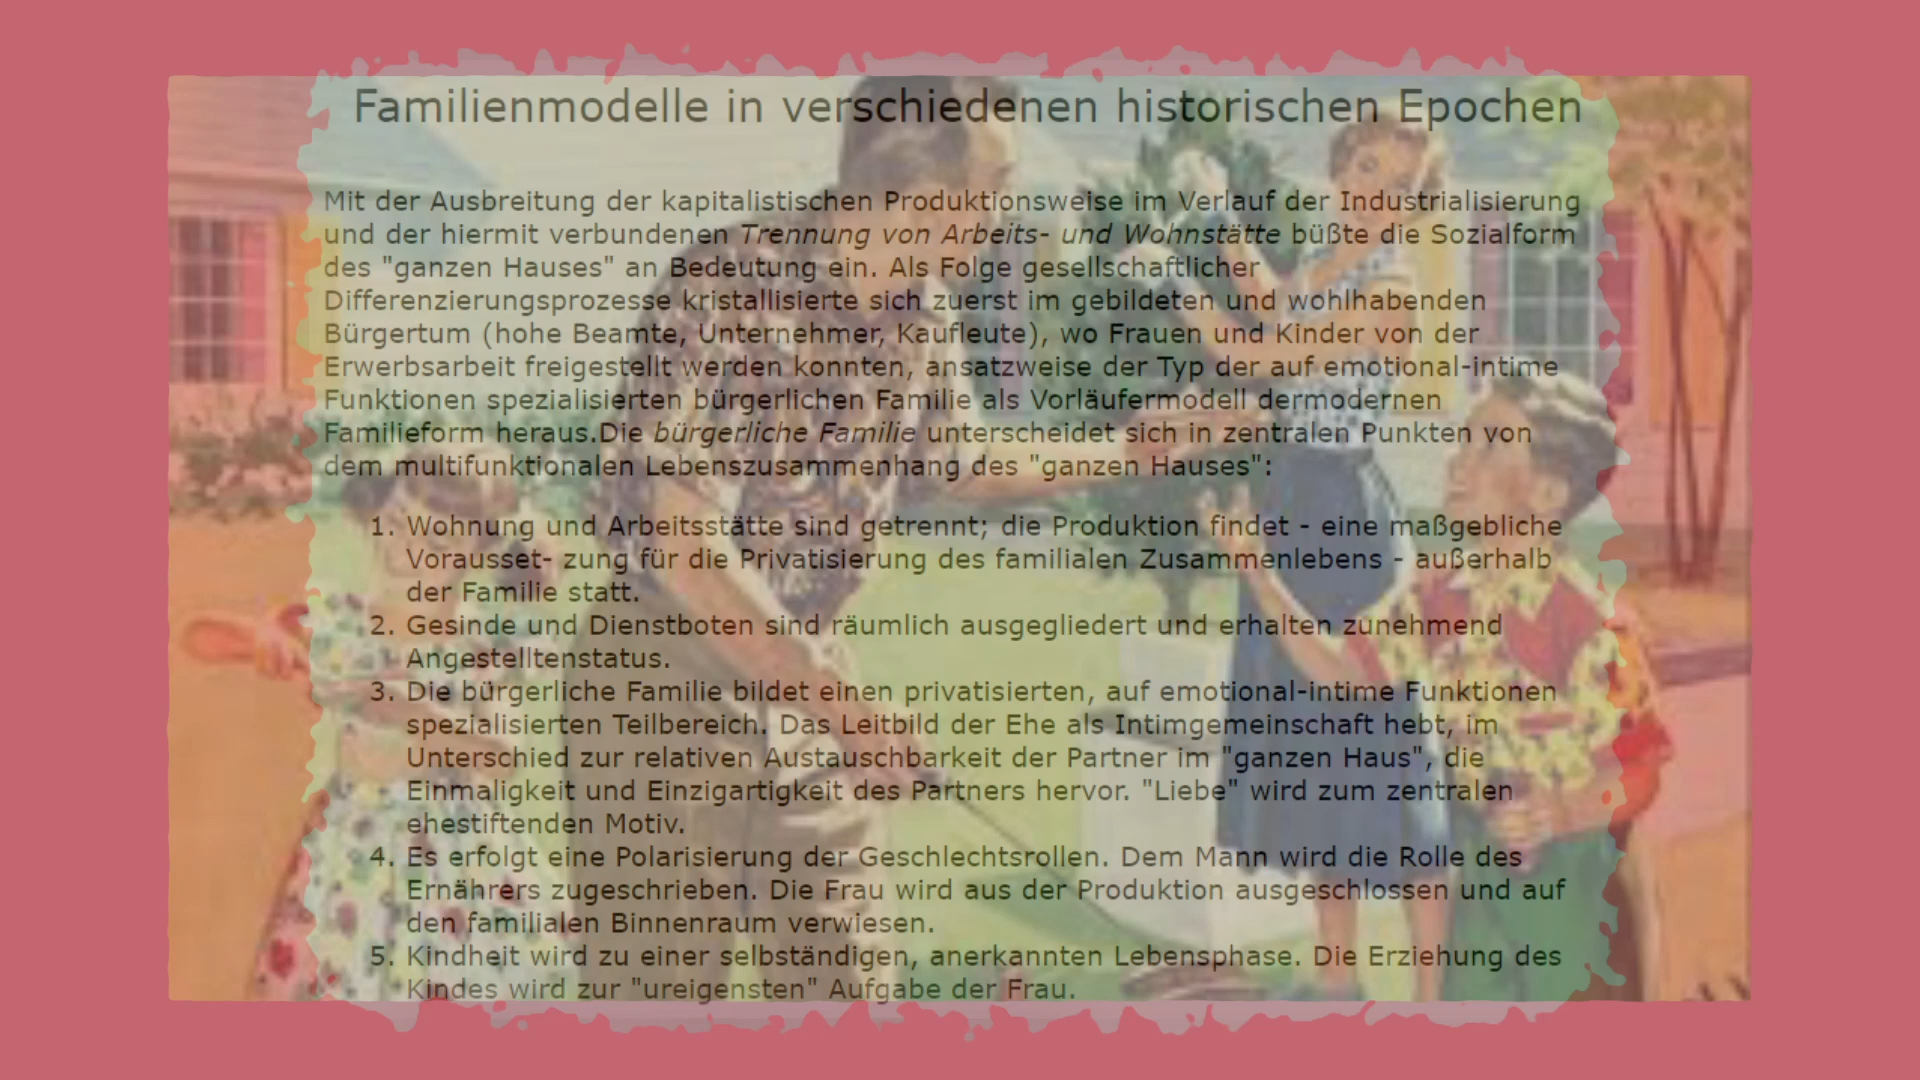 Familienmodelle in verschiedenen historischen Epochen
Mit der Ausbreitung der kapitalistischen Produktionsweise im Verlauf der Industrialisierung
und der hiermit verbundenen Trennung von Arbeits- und Wohnstätte büßte die Sozialform
des "ganzen Hauses" an Bedeutung ein. Als Folge gesellschaftlicher
Differenzierungsprozesse kristallisierte sich zuerst im gebildeten und wohlhabenden
Bürgertum (hohe Beamte, Unternehmer, Kaufleute), wo Frauen und Kinder von der
Erwerbsarbeit freigestellt werden konnten, ansatzweise der Typ der auf emotional-intime
Funktionen spezialisierten bürgerlichen Familie als Vorläufermodell dermodernen
Familieform heraus.Die bürgerliche Familie unterscheidet sich in zentralen Punkten von
dem multifunktionalen Lebenszusammenhang des "ganzen Hauses":
1. Wohnung und Arbeitsstätte sind getrennt; die Produktion findet - eine maßgebliche
Vorausset- zung für die Privatisierung des familialen Zusammenlebens - außerhalb
der Familie statt.
2. Gesinde und Dienstboten sind räumlich ausgegliedert und erhalten zunehmend
Angestelltenstatus.
3. Die bürgerliche Familie bildet einen privatisierten, auf emotional-intime Funktionen
spezialisierten Teilbereich. Das Leitbild der Ehe als Intimgemeinschaft hebt, im
Unterschied zur relativen Austauschbarkeit der Partner im "ganzen Haus", die
Einmaligkeit und Einzigartigkeit des Partners hervor. "Liebe" wird zum zentralen
ehestiftenden Motiv.
4. Es erfolgt eine Polarisierung der Geschlechtsrollen. Dem Mann wird die Rolle des
Ernährers zugeschrieben. Die Frau wird aus der Produktion ausgeschlossen und auf
den familialen Binnenraum verwiesen.
5. Kindheit wird zu einer selbständigen, anerkannten Lebensphase. Die Erziehung des
Kindes wird zur "ureigensten" Aufgabe der Frau.